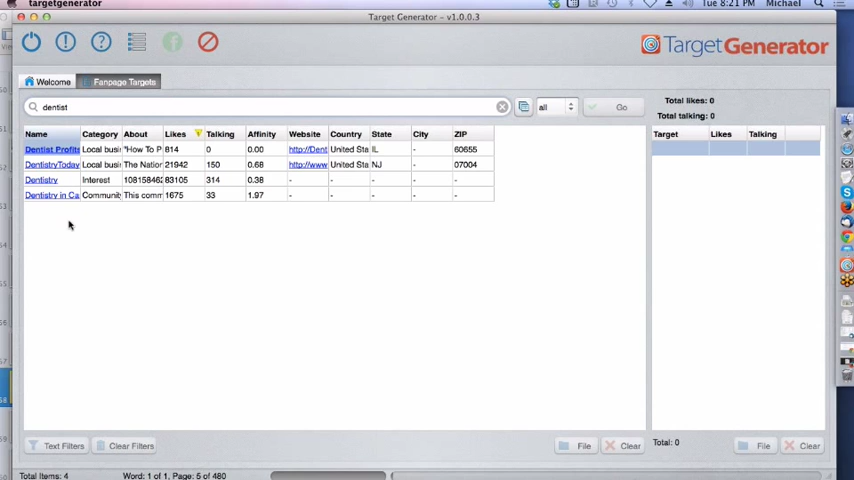 targetgenerator
Tue 8:21 PM Michael
Target Generator - v1.0.0.3
TargetGenerator
Welcome
Fanpage Targets
dentist
all
Go
Total likes: 0
Total talking: 0
Name Category About Likes Talking Affinity Website Country State City ZIP
Target Likes Talking
Dentist Profits Local busi "How To P 814 0 0.00 http://Dent United Sta IL - 60655
DentistryToday Local busi The Nation 21942 150 0.68 http://www United Sta NJ - 07004
Dentistry Interest 108158462 83105 314 0.38 - - - - -
Dentistry in Ca Community This comm 1675 33 1.97 - - - - -
Text Filters
Clear Filters
File
Clear
Total: 0
File
Clear
Total Items: 4
Word: 1 of 1, Page: 5 of 480